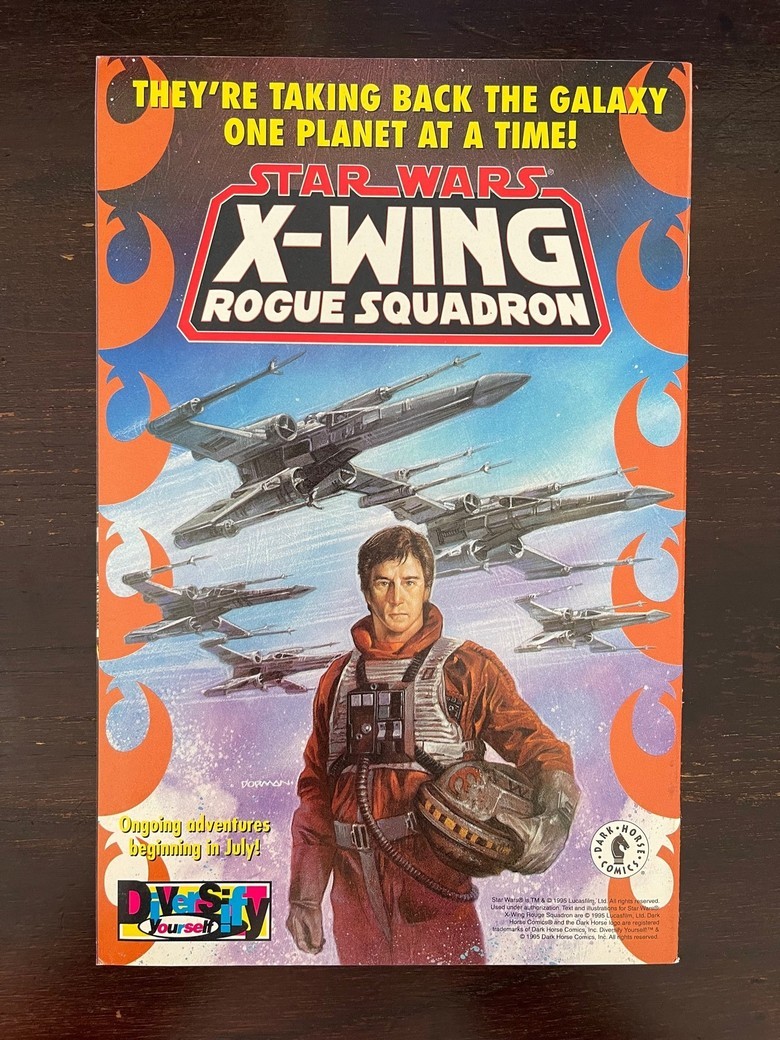 THEY'RE TAKING BACK THE GALAXY
ONE PLANET AT A TIME!
STAR WARS®
X-WING
ROGUE SQUADRON
DORMAN
Ongoing adventures
beginning in July!
DiverSify
yourself
DARK HORSE
COMICS
Star Wars® is TM & © 1995 Lucasfilm, Ltd. All rights reserved.
Used under authorization. Text and illustrations for Star Wars®
X-Wing Rouge Squadron are © 1995 Lucasfilm, Ltd. Dark
Horse Comics® and the Dark Horse logo are registered
trademarks of Dark Horse Comics, Inc. Diversify Yourself!™ &
© 1995 Dark Horse Comics, Inc. All rights reserved.